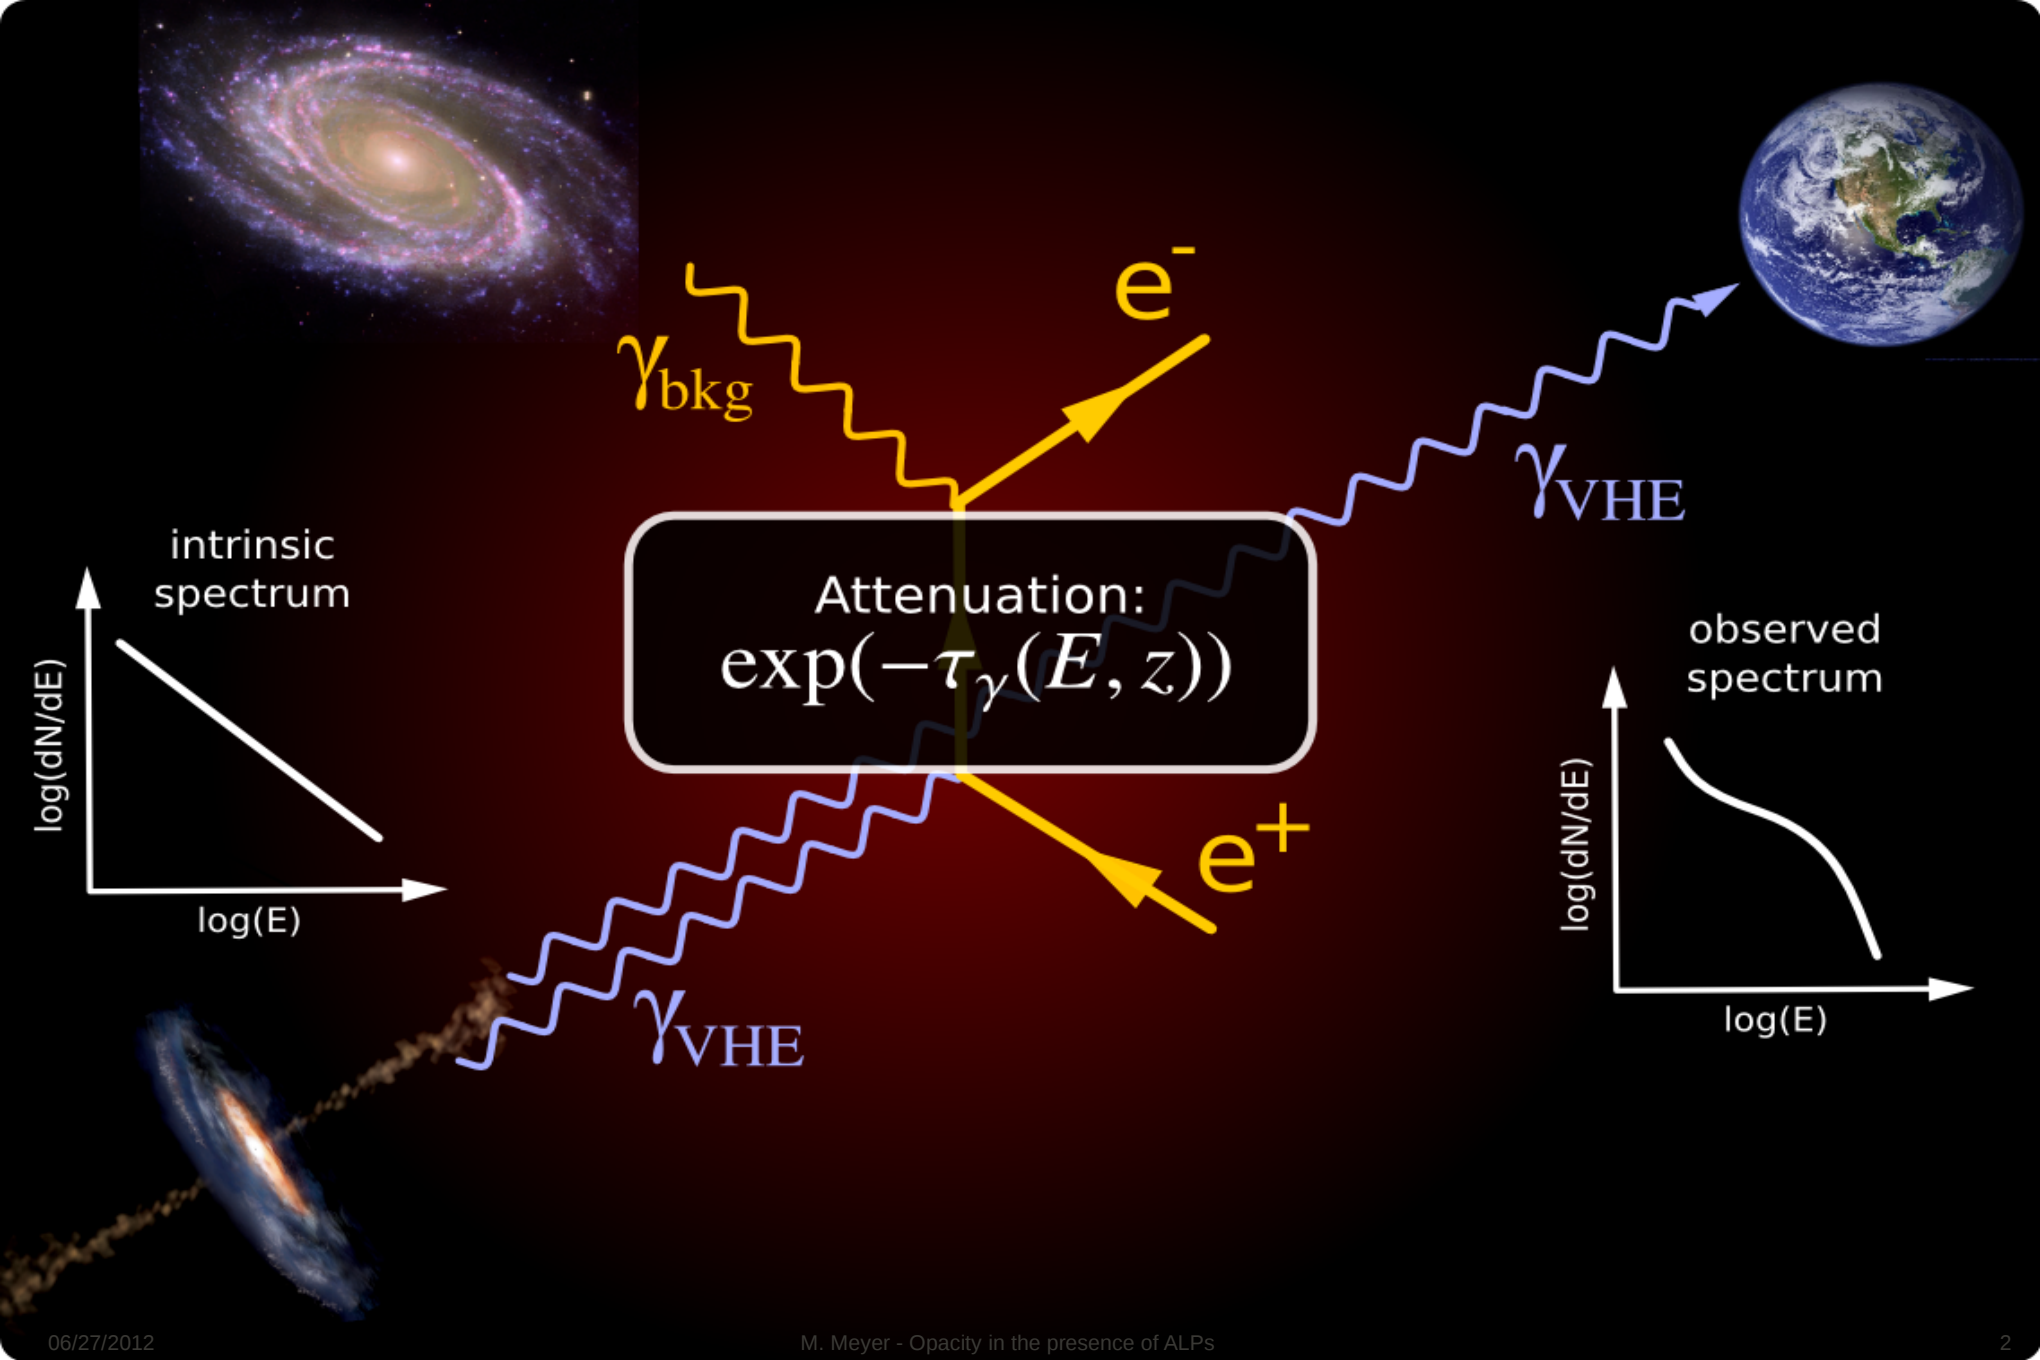 e-
γbkg
γVHE
intrinsic
spectrum
log(dN/dE)
log(E)
Attenuation:
exp(−τγ(E, z))
observed
spectrum
log(dN/dE)
log(E)
e+
γVHE
06/27/2012
M. Meyer - Opacity in the presence of ALPs
2